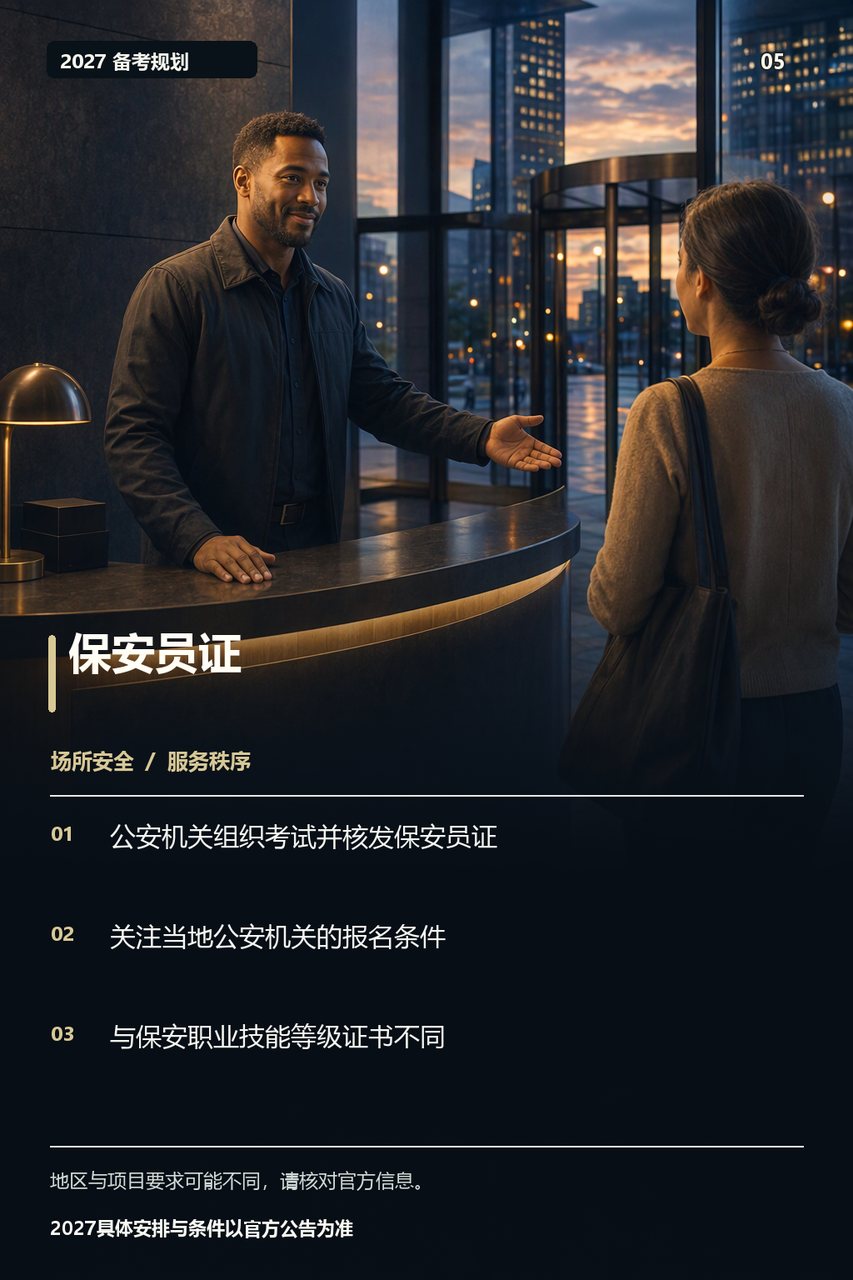 2027 备考规划
05
保安员证
场所安全 / 服务秩序
01 公安机关组织考试并核发保安员证
02 关注当地公安机关的报名条件
03 与保安职业技能等级证书不同
地区与项目要求可能不同，请核对官方信息。
2027具体安排与条件以官方公告为准